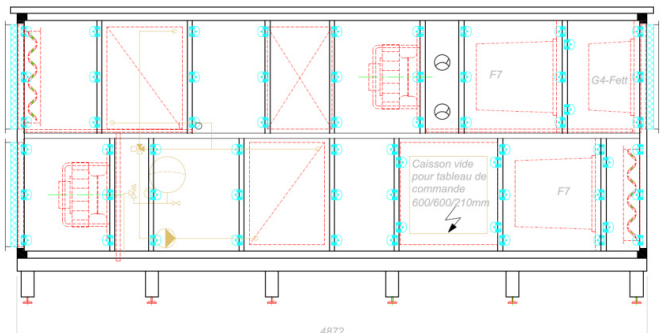 F7
G4-Fett
Caisson vide
pour tableau de
commande
600/600/210mm
F7
4872